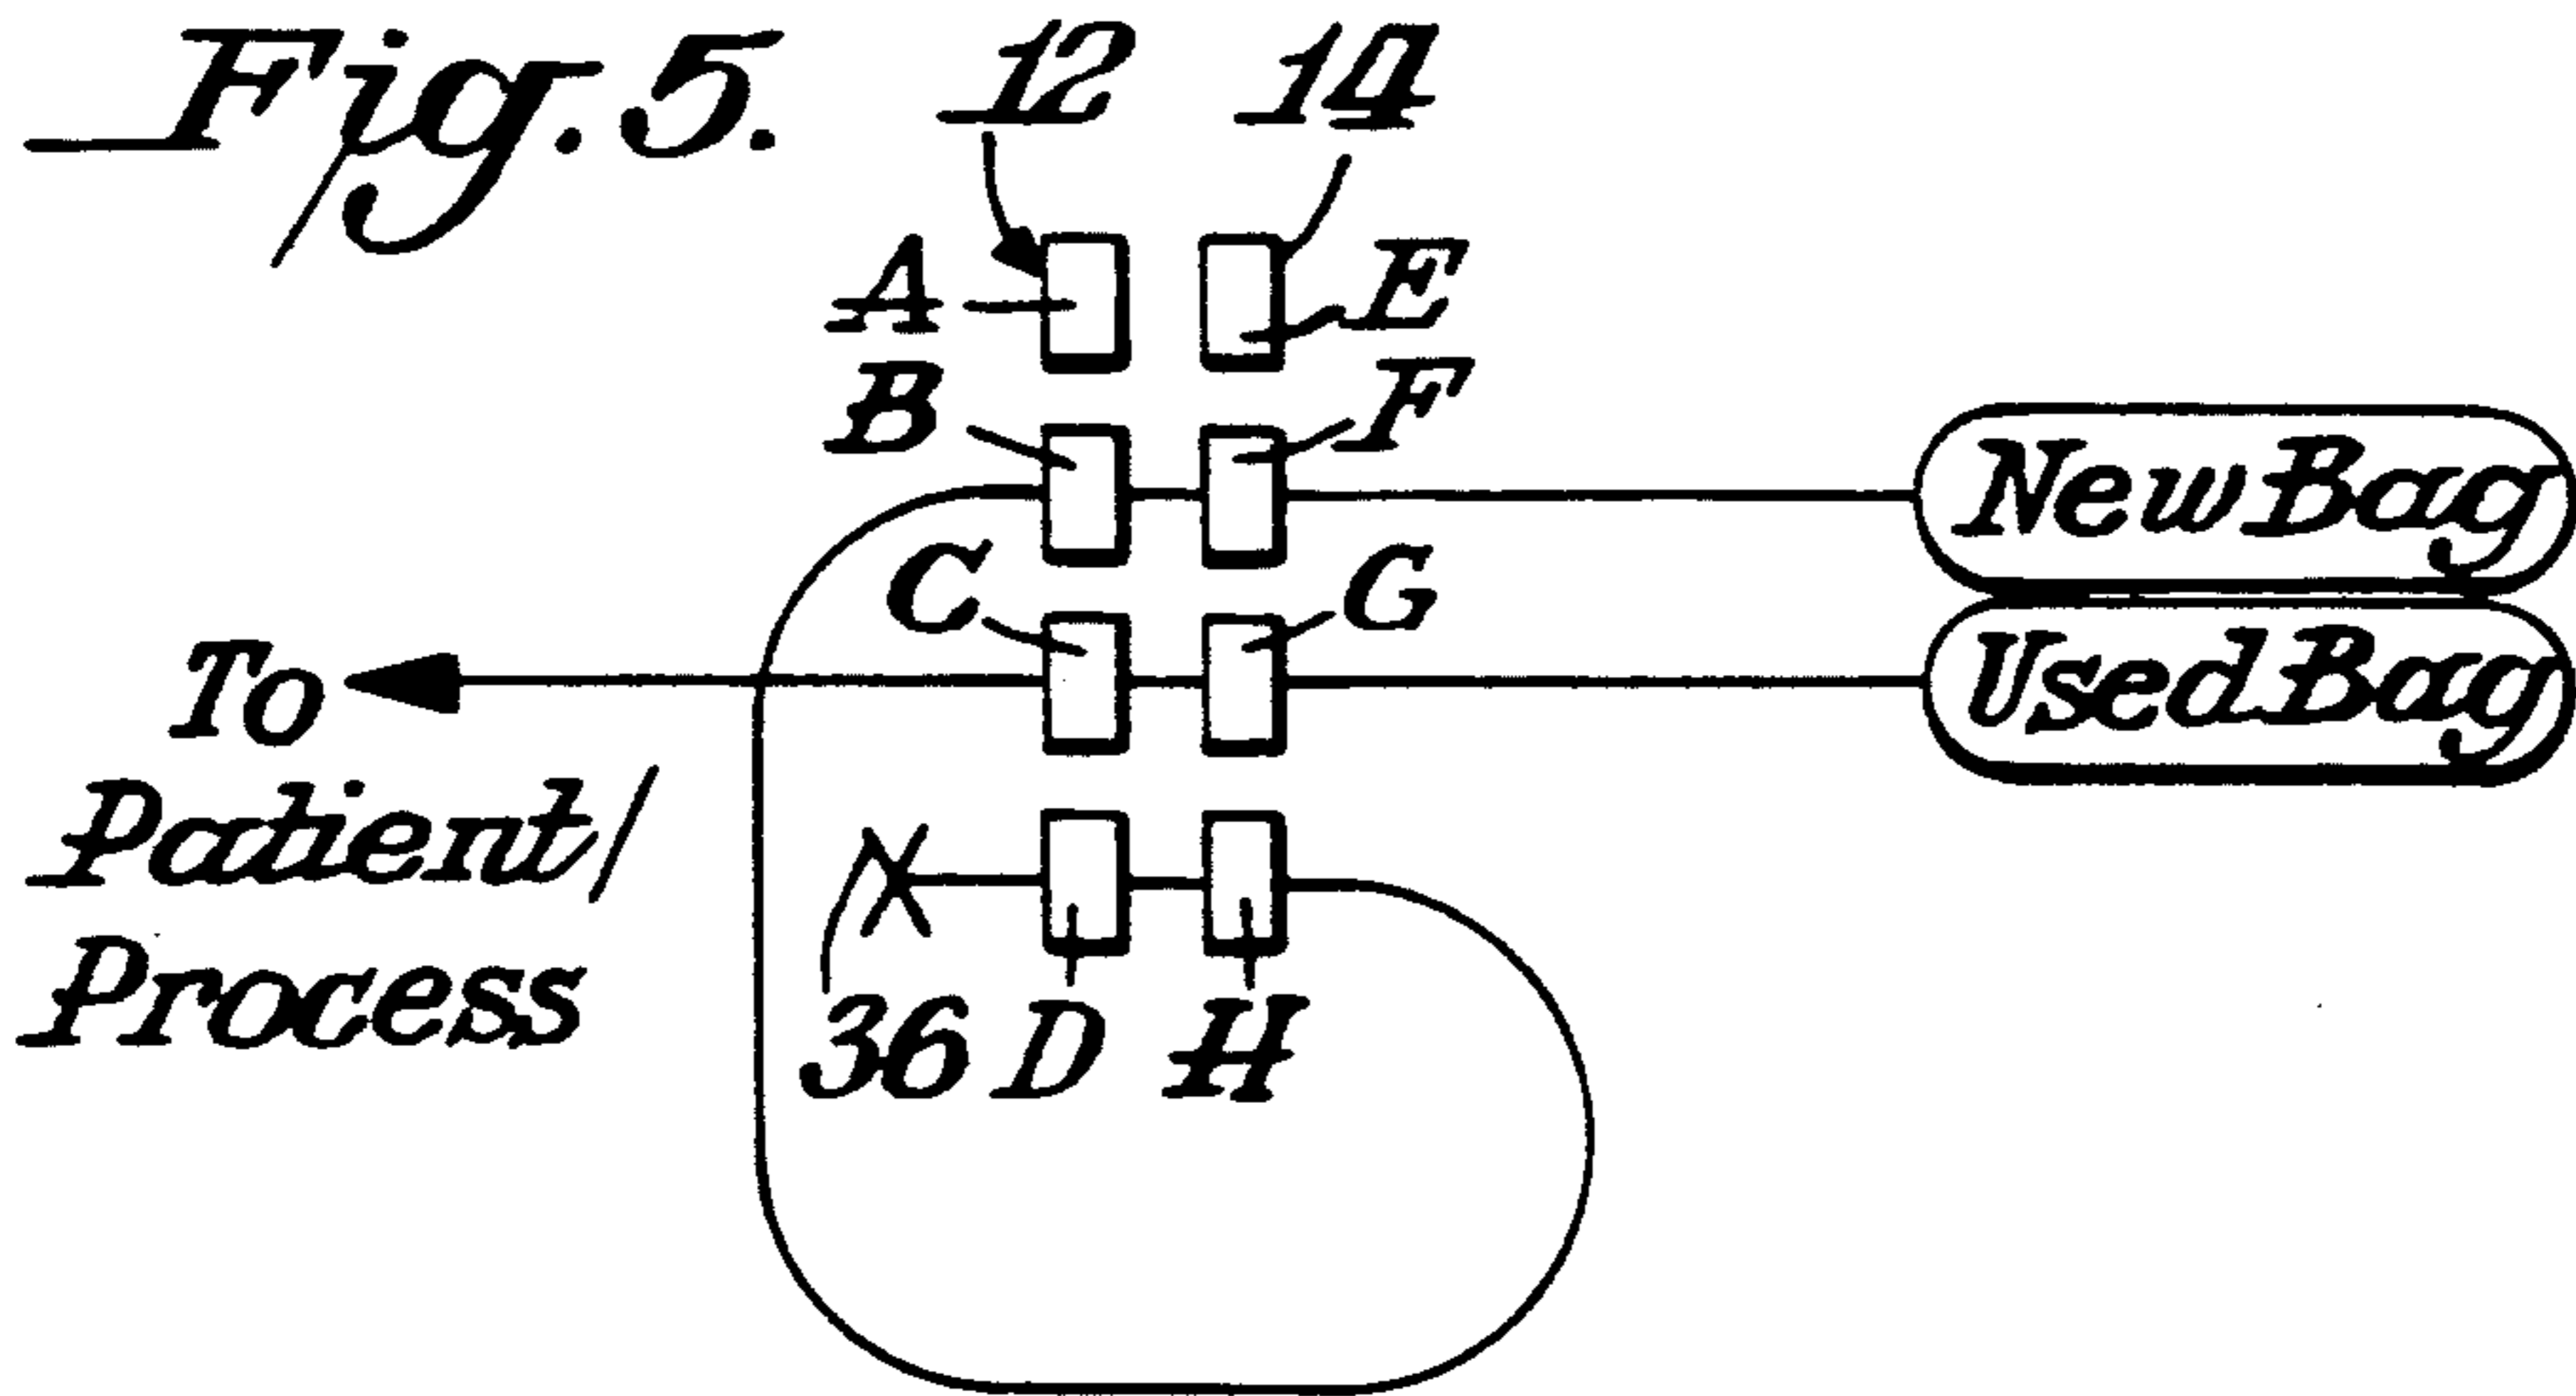 Fig. 5.
12 14
A E
B F
New Bag
C G
Used Bag
To
Patient/
Process
36 D H